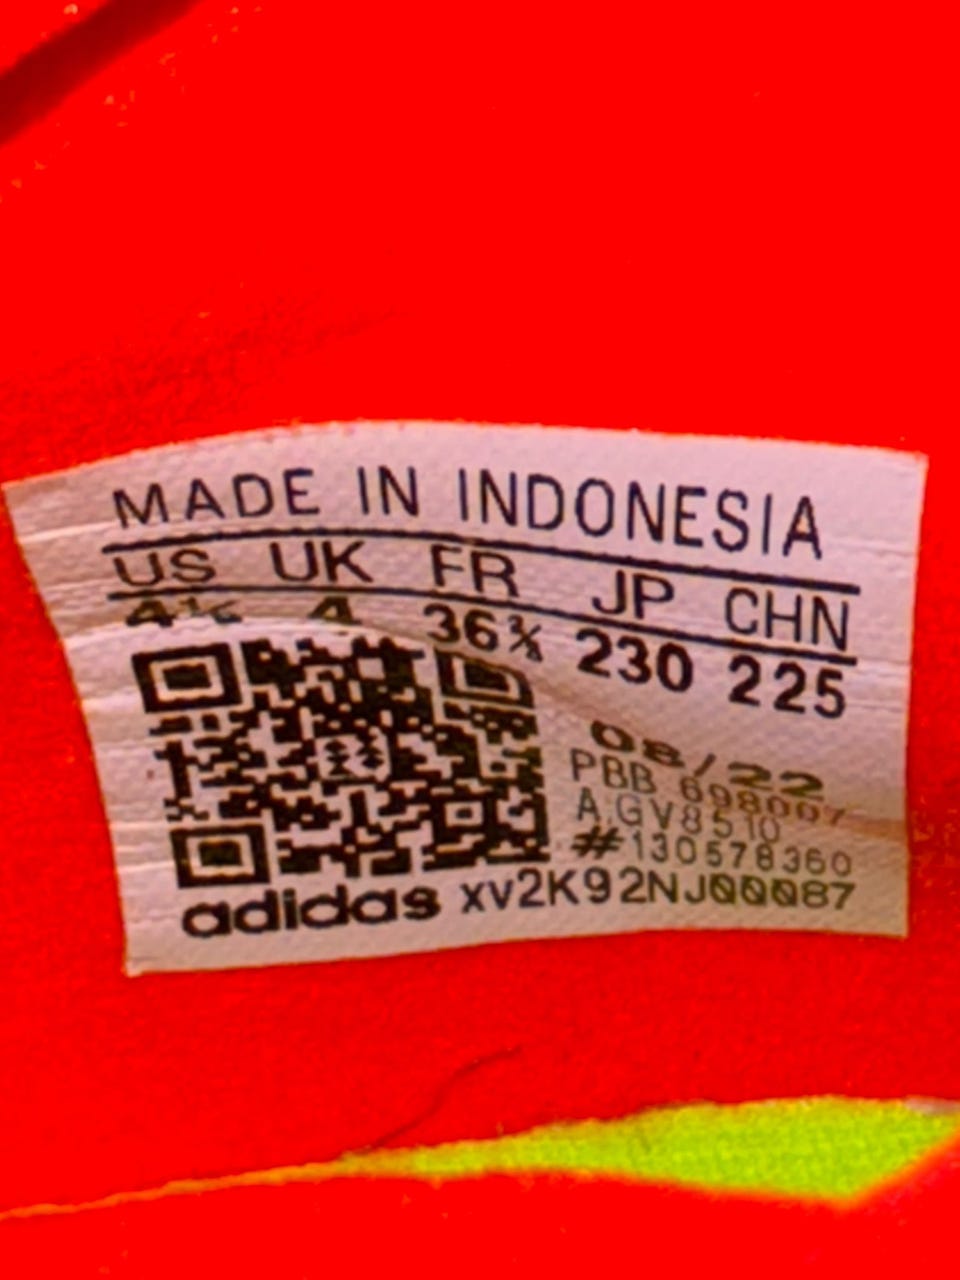 MADE IN INDONESIA
US UK FR JP CHN
4½ 4 36⅔ 230 225
08/22
PBB 698007
A.GV8510
#130578360
adidas XV2K92NJ00087